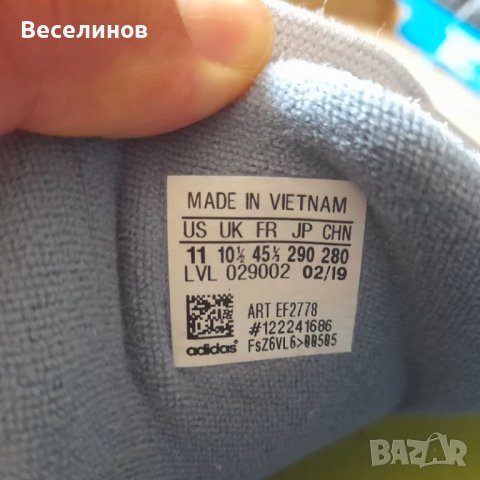 Веселинов
MADE IN VIETNAM
US UK FR JP CHN
11 10½ 45⅓ 290 280
LVL 029002 02/19
ART EF2778
#122241686
adidas FsZ6VL6>00505
BAZAR